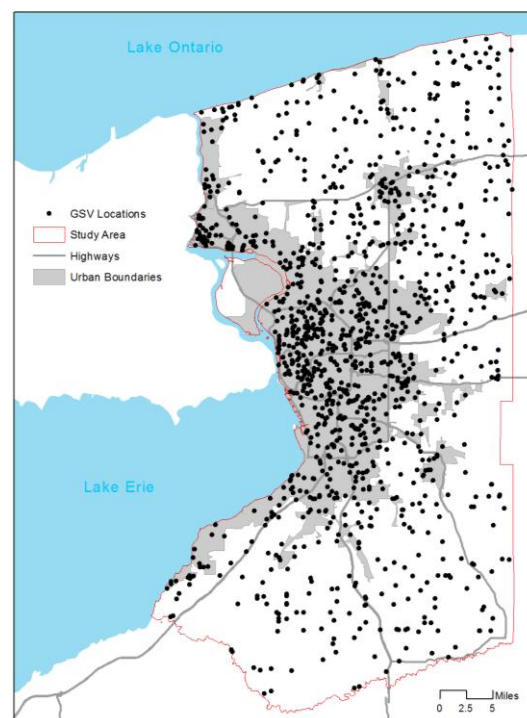 Lake Ontario
GSV Locations
Study Area
Highways
Urban Boundaries
Lake Erie
Miles
0 2.5 5